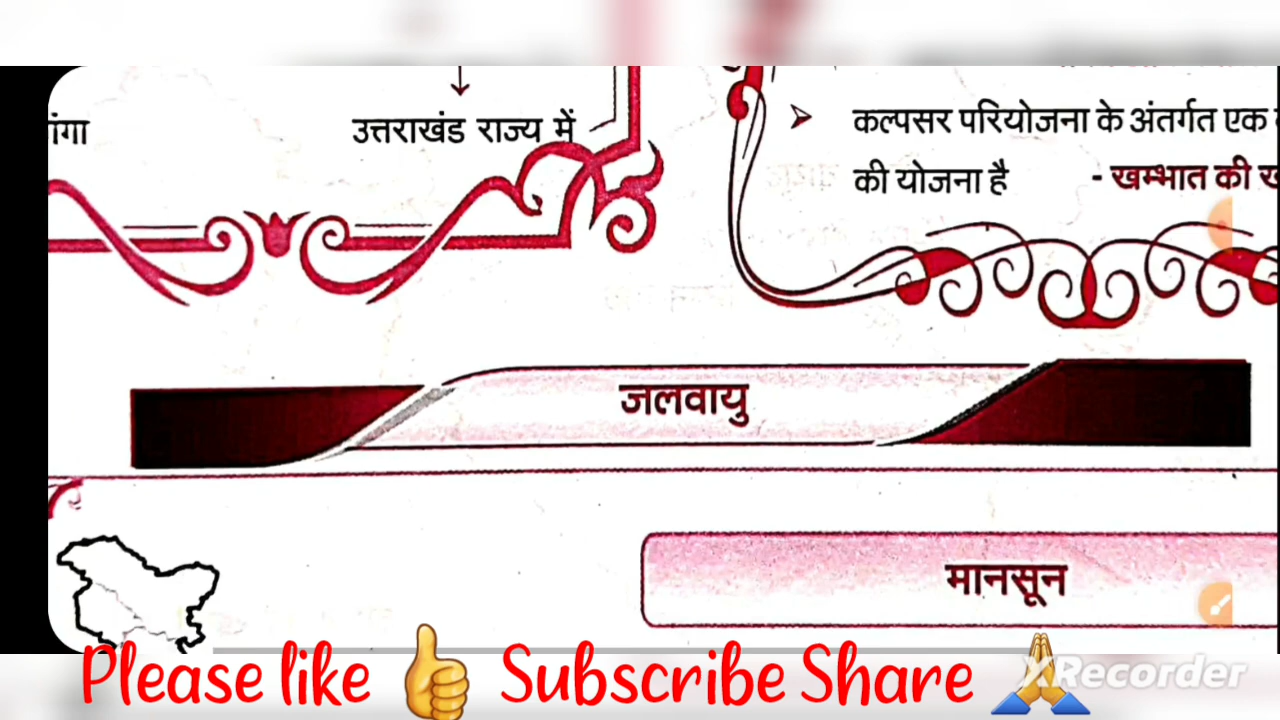 उत्तराखंड राज्य में
कल्पसर परियोजना के अंतर्गत एक
की योजना है - खम्भात की
जलवायु
मानसून
Please like 👍 Subscribe Share 🙏
XRecorder